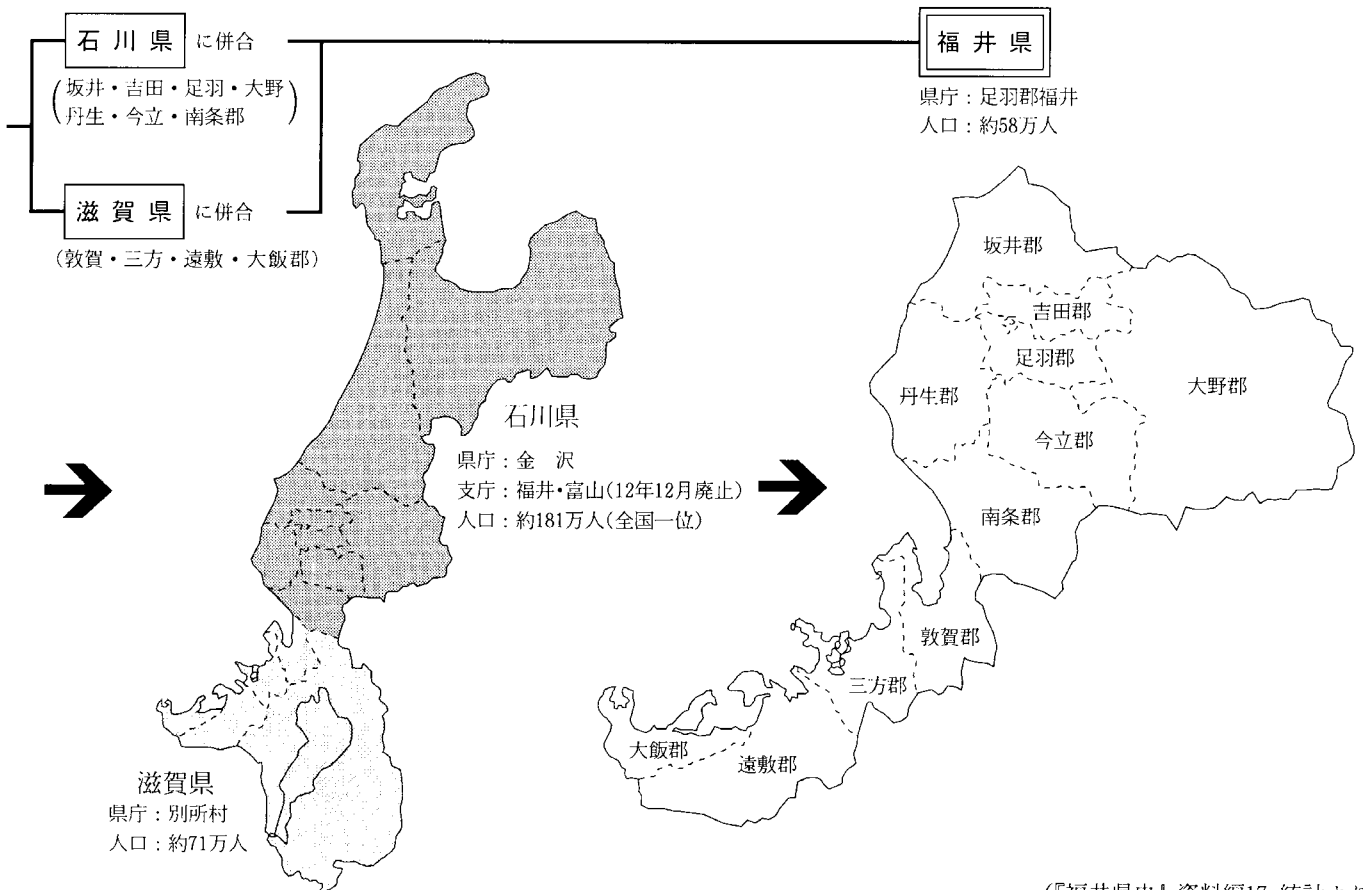 石川県 に併合
(坂井・吉田・足羽・大野
丹生・今立・南条郡)
滋賀県 に併合
(敦賀・三方・遠敷・大飯郡)
福井県
県庁：足羽郡福井
人口：約58万人
石川県
県庁：金 沢
支庁：福井・富山(12年12月廃止)
人口：約181万人(全国一位)
滋賀県
県庁：別所村
人口：約71万人
坂井郡
吉田郡
足羽郡
大野郡
丹生郡
今立郡
南条郡
敦賀郡
三方郡
大飯郡
遠敷郡